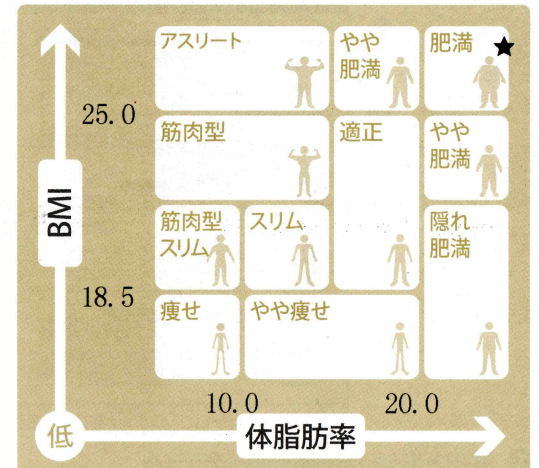 アスリート
やや
肥満
肥満
25.0
筋肉型
適正
やや
肥満
BMI
筋肉型
スリム
スリム
隠れ
肥満
18.5
痩せ
やや痩せ
10.0
20.0
低
体脂肪率